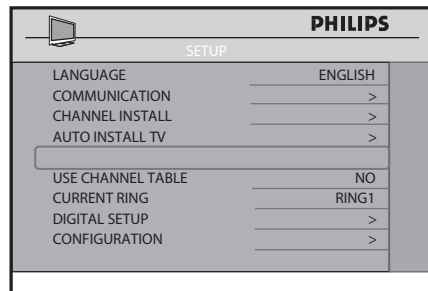 PHILIPS
SETUP
LANGUAGE ENGLISH
COMMUNICATION >
CHANNEL INSTALL >
AUTO INSTALL TV >
USE CHANNEL TABLE NO
CURRENT RING RING1
DIGITAL SETUP >
CONFIGURATION >